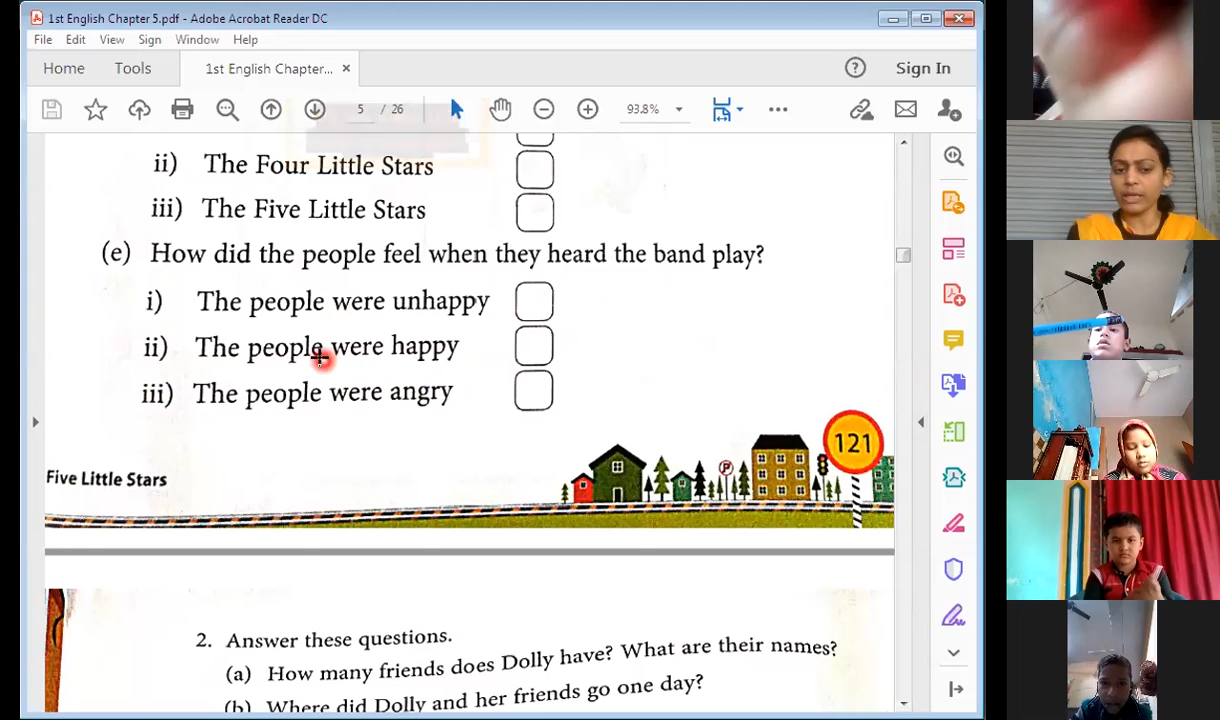 1st English Chapter 5.pdf - Adobe Acrobat Reader DC
File Edit View Sign Window Help
Home Tools 1st English Chapter... × Sign In
5 / 26 93.8%
ii) The Four Little Stars
iii) The Five Little Stars
(e) How did the people feel when they heard the band play?
i) The people were unhappy
ii) The people were happy
iii) The people were angry
P
121
Five Little Stars
2. Answer these questions.
(a) How many friends does Dolly have? What are their names?
(b) Where did Dolly and her friends go one day?